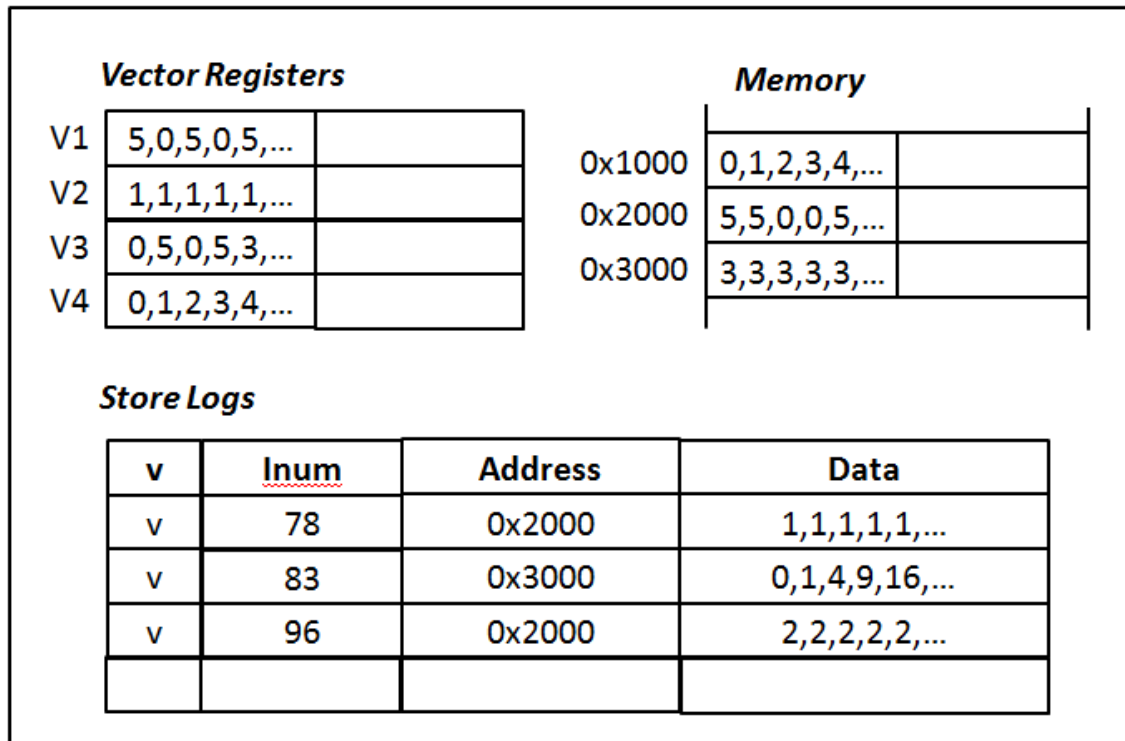 Vector Registers
V1 5,0,5,0,5,...
V2 1,1,1,1,1,...
V3 0,5,0,5,3,...
V4 0,1,2,3,4,...
Memory
0x1000 0,1,2,3,4,...
0x2000 5,5,0,0,5,...
0x3000 3,3,3,3,3,...
Store Logs
v Inum Address Data
v 78 0x2000 1,1,1,1,1,...
v 83 0x3000 0,1,4,9,16,...
v 96 0x2000 2,2,2,2,2,...